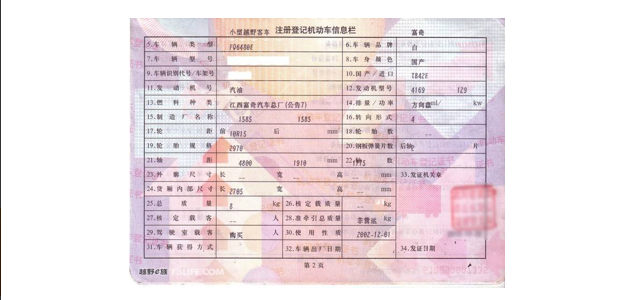 注册登记机动车信息栏
小型越野客车 富奇
5.车辆类型 FQ6480E 6.车辆品牌 白
7.车辆型号 8.车身颜色 国产
9.车辆识别代号/车架号 10.国产/进口 TB42E
11.发动机号 汽油 12.发动机型号 4169 129
13.燃料种类 江西富奇汽车总厂(公告7) 14.排量/功率 方向盘 ml/ kw
15.制造厂名称 1585 1585 16.转向形式 4
17.轮距 前 10R15 后 mm 18.轮胎数 --
19.轮胎规格 2970 20.钢板弹簧片数 后轴 片
21.轴距 4800 1910 mm 22.轴数 1975
23.外廓尺寸 长 -- 宽 -- 高 -- mm 33.发证机关章
24.货厢内部尺寸 长 2705 宽 高 mm
25.总质量 8 kg 26.核定载质量 -- kg
27.核定载客 -- 人 28.准牵引总质量 非营运 kg
29.驾驶室载客 购买 人 30.使用性质 2002-12-01
31.车辆获得方式 32.车辆出厂日期 34.发证日期
第2页
越野e族 FBLIFE.COM